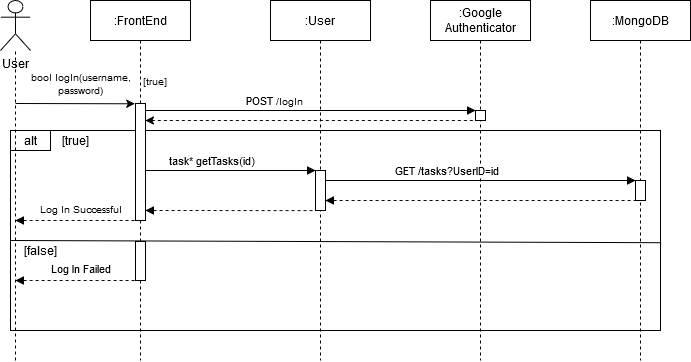 :FrontEnd
:User
:Google
Authenticator
:MongoDB
User
bool logIn(username,
password)
[true]
POST /logIn
alt
[true]
task* getTasks(id)
GET /tasks?UserID=id
Log In Successful
[false]
Log In Failed